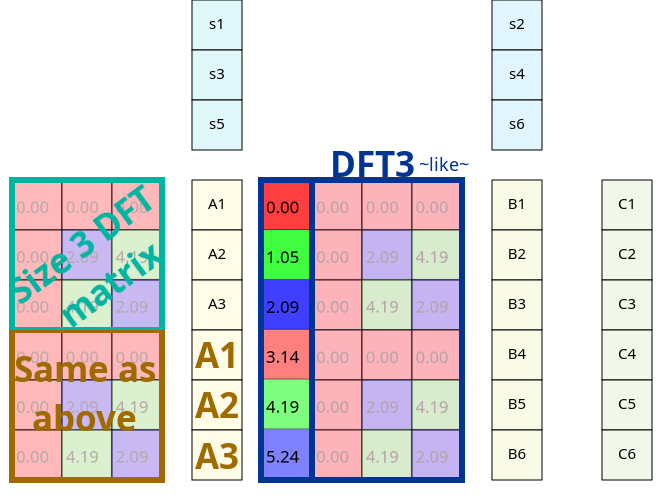 s1 s2
s3 s4
s5 s6
DFT3 ~like~
0.00 0.00 0.00 A1 0.00 0.00 0.00 0.00 B1 C1
0.00 2.09 4.19 A2 1.05 0.00 2.09 4.19 B2 C2
0.00 4.19 2.09 A3 2.09 0.00 4.19 2.09 B3 C3
Size 3 DFT
matrix
0.00 0.00 0.00 A1 3.14 0.00 0.00 0.00 B4 C4
0.00 2.09 4.19 A2 4.19 0.00 2.09 4.19 B5 C5
0.00 4.19 2.09 A3 5.24 0.00 4.19 2.09 B6 C6
Same as
above